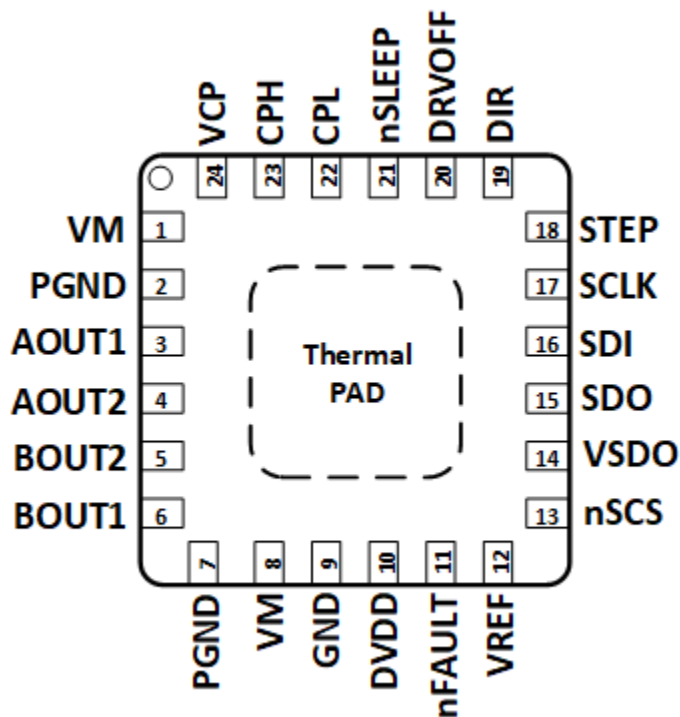 VCP
CPH
CPL
nSLEEP
DRVOFF
DIR
24
23
22
21
20
19
VM 1
18 STEP
PGND 2
17 SCLK
AOUT1 3
16 SDI
Thermal
PAD
AOUT2 4
15 SDO
BOUT2 5
14 VSDO
BOUT1 6
13 nSCS
7
8
9
10
11
12
PGND
VM
GND
DVDD
nFAULT
VREF